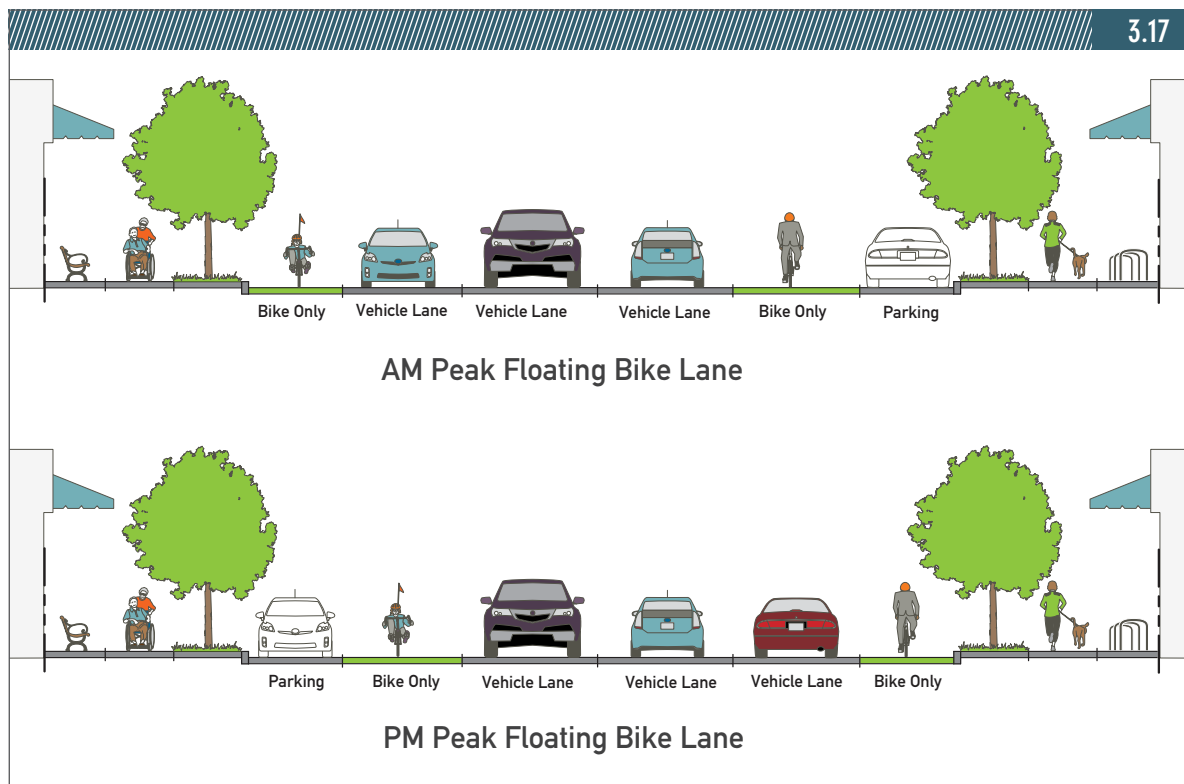 3.17
Bike Only Vehicle Lane Vehicle Lane Vehicle Lane Bike Only Parking
AM Peak Floating Bike Lane
Parking Bike Only Vehicle Lane Vehicle Lane Vehicle Lane Bike Only
PM Peak Floating Bike Lane